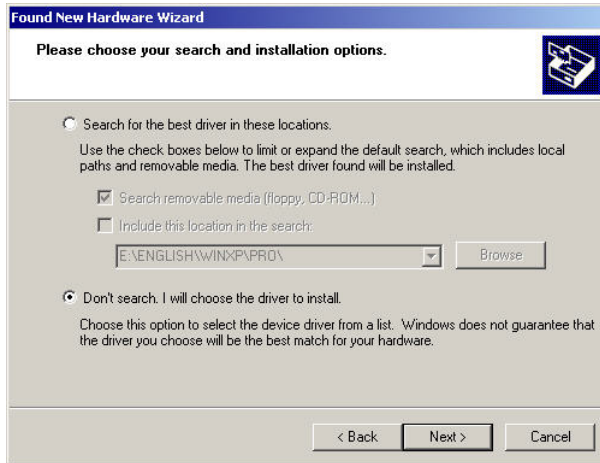 Found New Hardware Wizard
Please choose your search and installation options.
Search for the best driver in these locations.
Use the check boxes below to limit or expand the default search, which includes local
paths and removable media. The best driver found will be installed.
Search removable media (floppy, CD-ROM...)
Include this location in the search:
E:\ENGLISH\WINXP\PRO\
Browse
Don't search. I will choose the driver to install.
Choose this option to select the device driver from a list. Windows does not guarantee that
the driver you choose will be the best match for your hardware.
< Back
Next >
Cancel